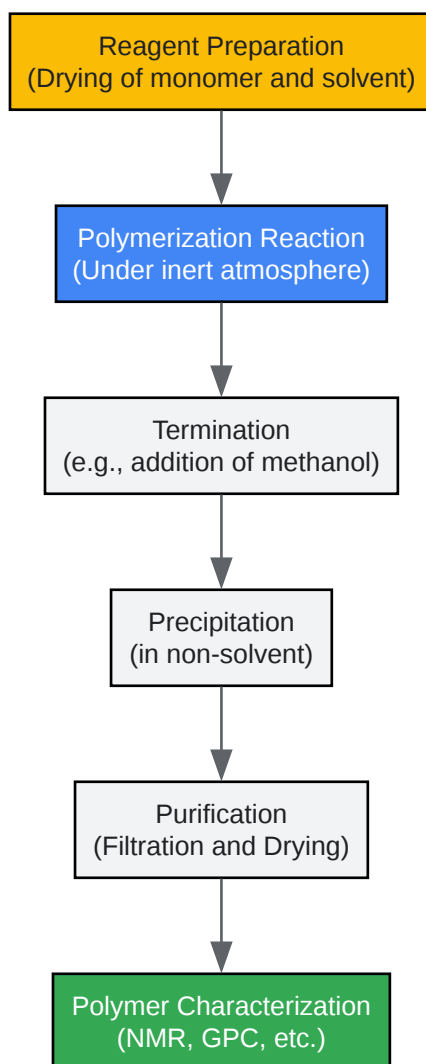 Reagent Preparation
(Drying of monomer and solvent)
Polymerization Reaction
(Under inert atmosphere)
Termination
(e.g., addition of methanol)
Precipitation
(in non-solvent)
Purification
(Filtration and Drying)
Polymer Characterization
(NMR, GPC, etc.)